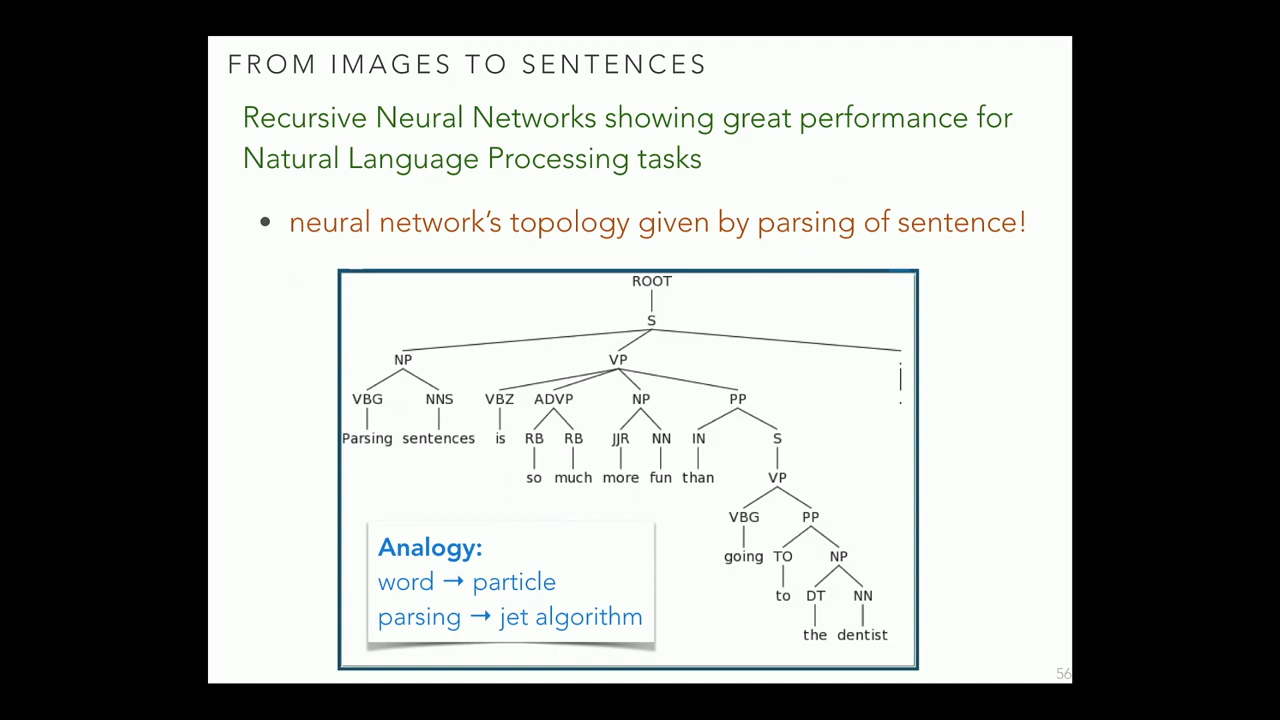 FROM IMAGES TO SENTENCES
Recursive Neural Networks showing great performance for
Natural Language Processing tasks
• neural network’s topology given by parsing of sentence!
ROOT
S
NP VP .
VBG NNS VBZ ADVP NP PP .
Parsing sentences is RB RB JJR NN IN S
so much more fun than VP
VBG PP
going TO NP
to DT NN
the dentist
Analogy:
word → particle
parsing → jet algorithm
56